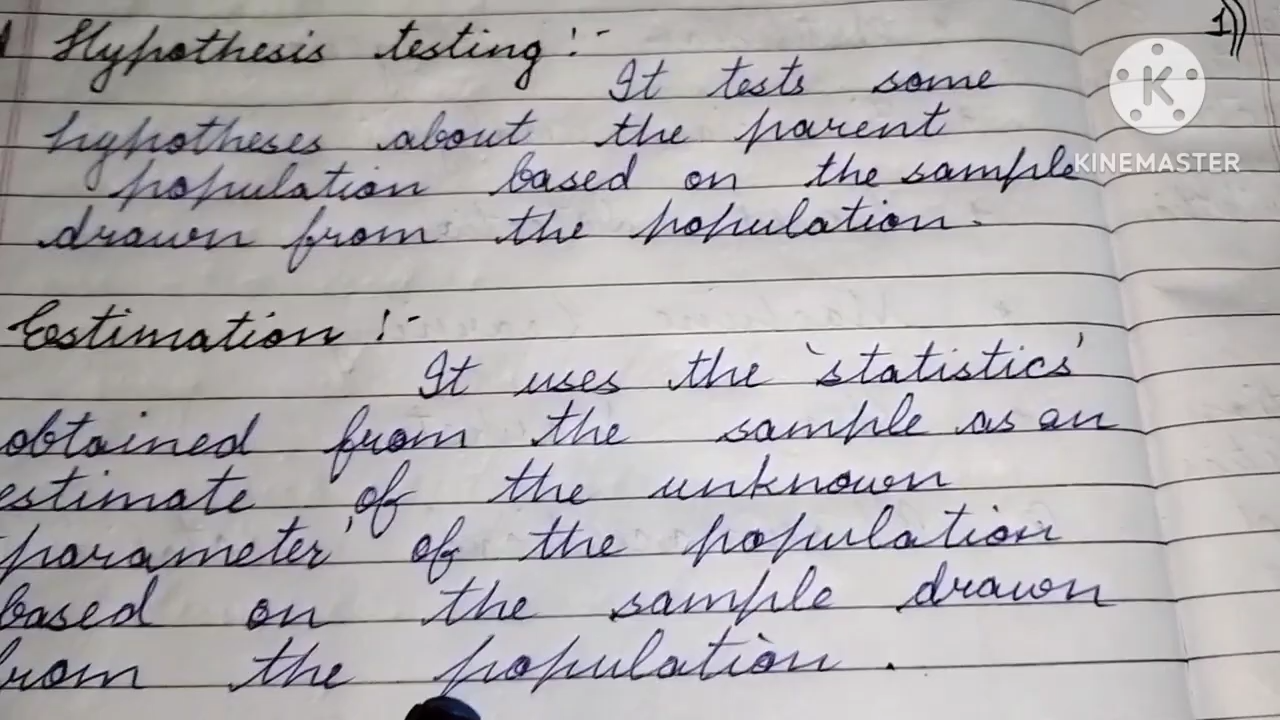 Hypothesis testing :-
It tests some
hypotheses about the parent
population based on the sample
drawn from the population.
Estimation :-
It uses the 'statistics'
obtained from the sample as an
estimate of the unknown
'parameter' of the population
based on the sample drawn
from the population.
1))
K
KINEMASTER